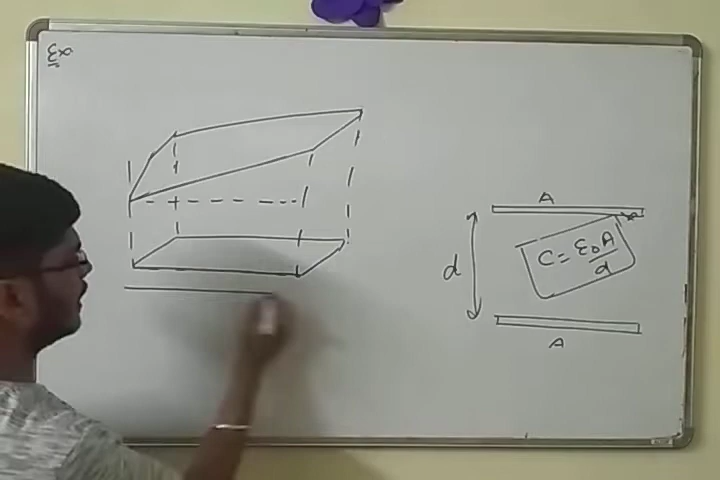 Ex
A
d
C = ε₀A/d
A